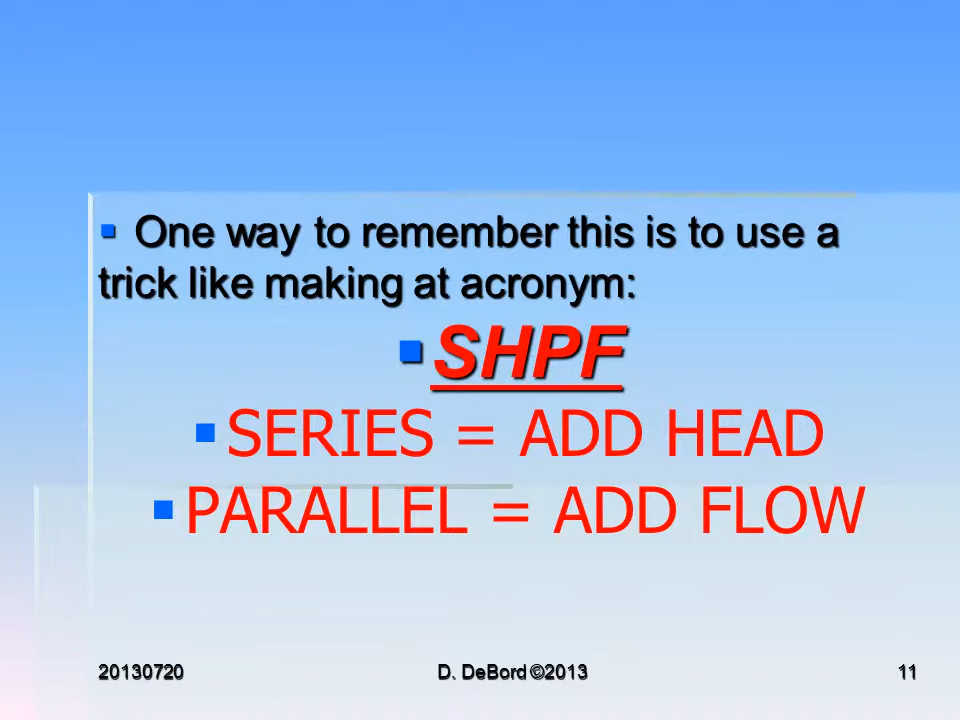 ▪ One way to remember this is to use a
trick like making at acronym:
▪ SHPF
▪ SERIES = ADD HEAD
▪ PARALLEL = ADD FLOW
20130720 D. DeBord ©2013 11